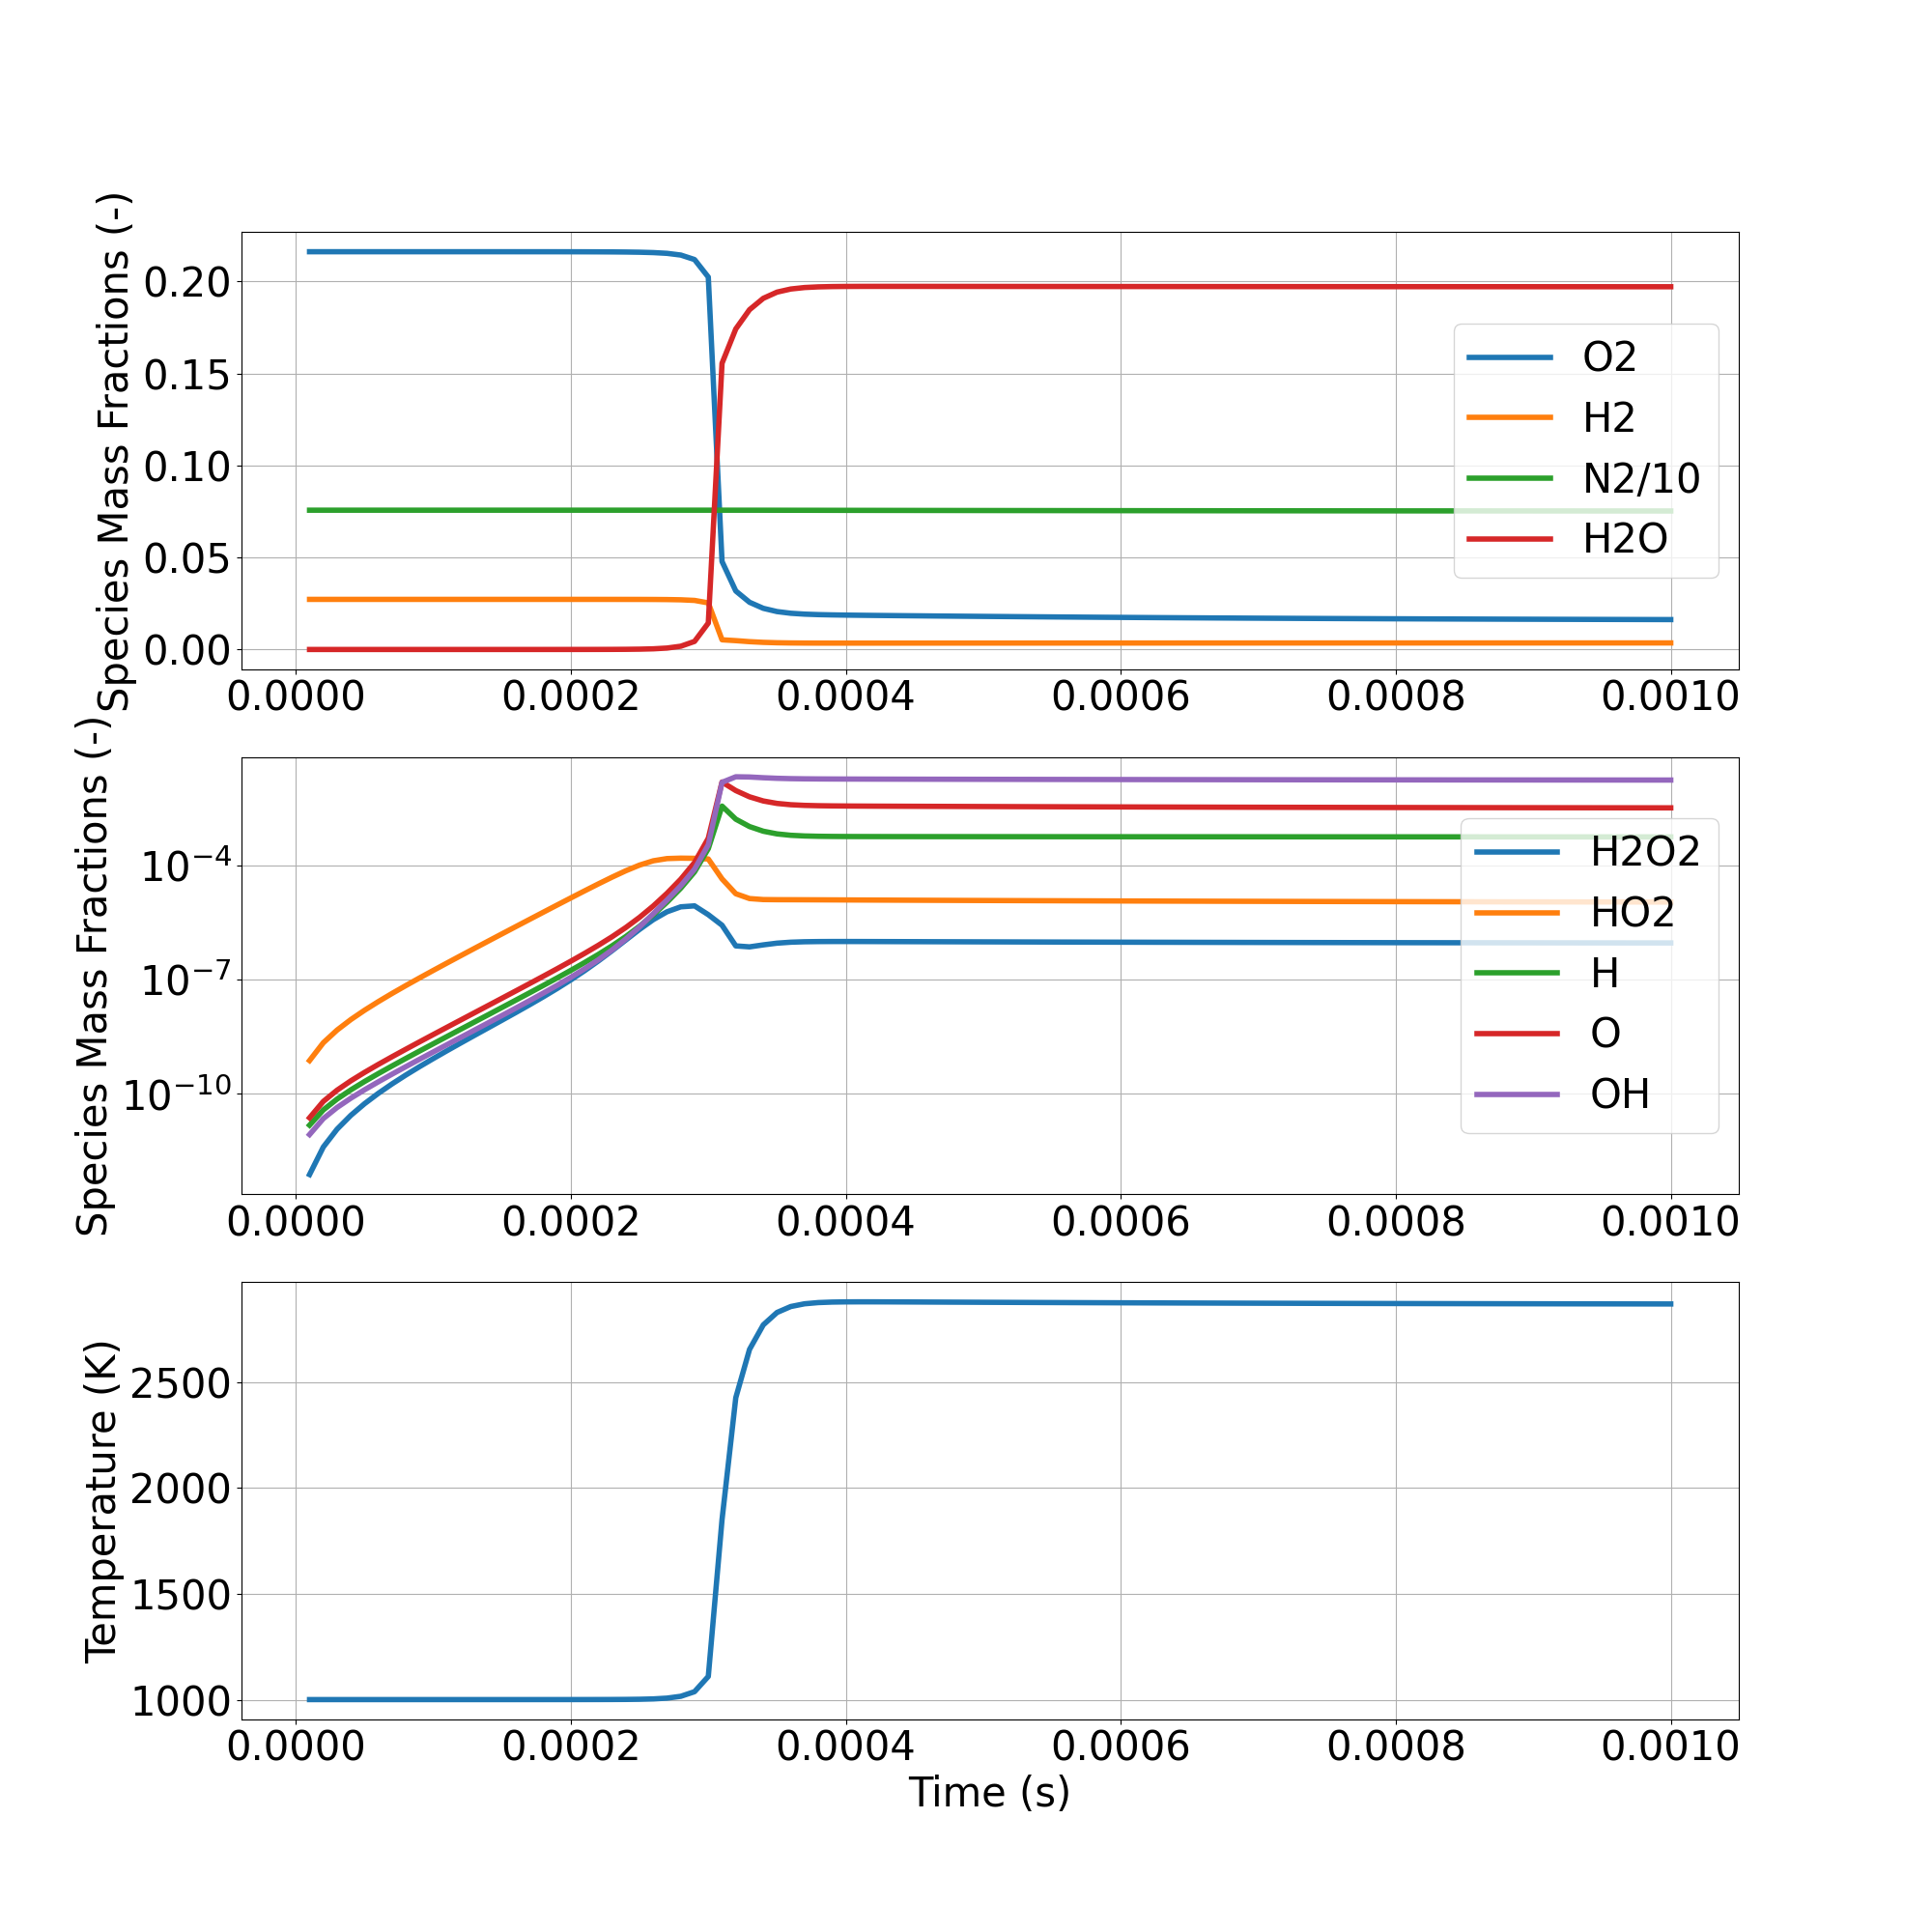 Species Mass Fractions (-)
0.20
0.15
0.10
0.05
0.00
O2
H2
N2/10
H2O
0.0000 0.0002 0.0004 0.0006 0.0008 0.0010
Species Mass Fractions (-)
10⁻⁴
10⁻⁷
10⁻¹⁰
H2O2
HO2
H
O
OH
0.0000 0.0002 0.0004 0.0006 0.0008 0.0010
Temperature (K)
2500
2000
1500
1000
0.0000 0.0002 0.0004 0.0006 0.0008 0.0010
Time (s)